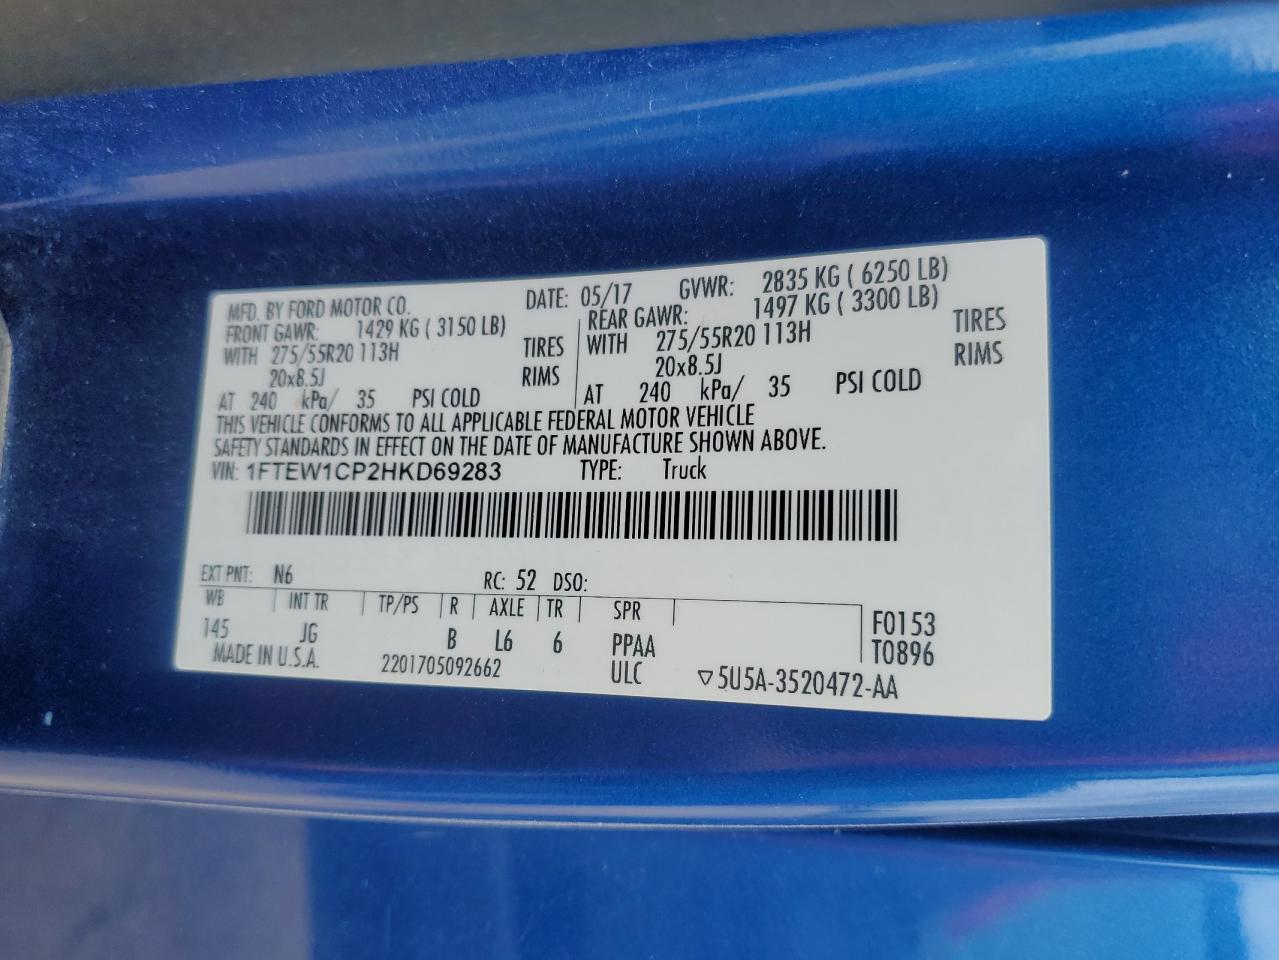 MFD. BY FORD MOTOR CO. DATE: 05/17 GVWR: 2835 KG ( 6250 LB)
FRONT GAWR: 1429 KG ( 3150 LB) REAR GAWR: 1497 KG ( 3300 LB)
WITH 275/55R20 113H TIRES WITH 275/55R20 113H TIRES
20x8.5J RIMS 20x8.5J RIMS
AT 240 kPa/ 35 PSI COLD AT 240 kPa/ 35 PSI COLD
THIS VEHICLE CONFORMS TO ALL APPLICABLE FEDERAL MOTOR VEHICLE
SAFETY STANDARDS IN EFFECT ON THE DATE OF MANUFACTURE SHOWN ABOVE.
VIN: 1FTEW1CP2HKD69283 TYPE: Truck
EXT PNT: N6 RC: 52 DSO:
WB INT TR TP/PS R AXLE TR SPR F0153
145 JG B L6 6 PPAA T0896
MADE IN U.S.A. 2201705092662 ULC ▽5U5A-3520472-AA